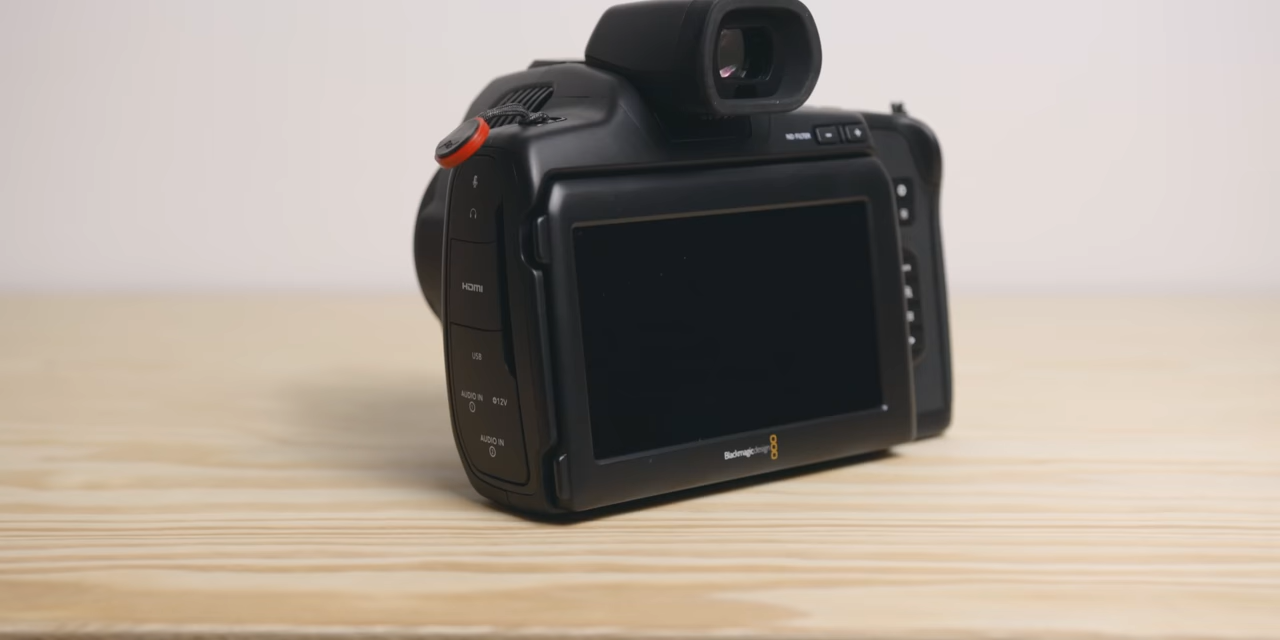 ND FILTER
HDMI
USB
AUDIO IN
12V
AUDIO IN
Blackmagicdesign